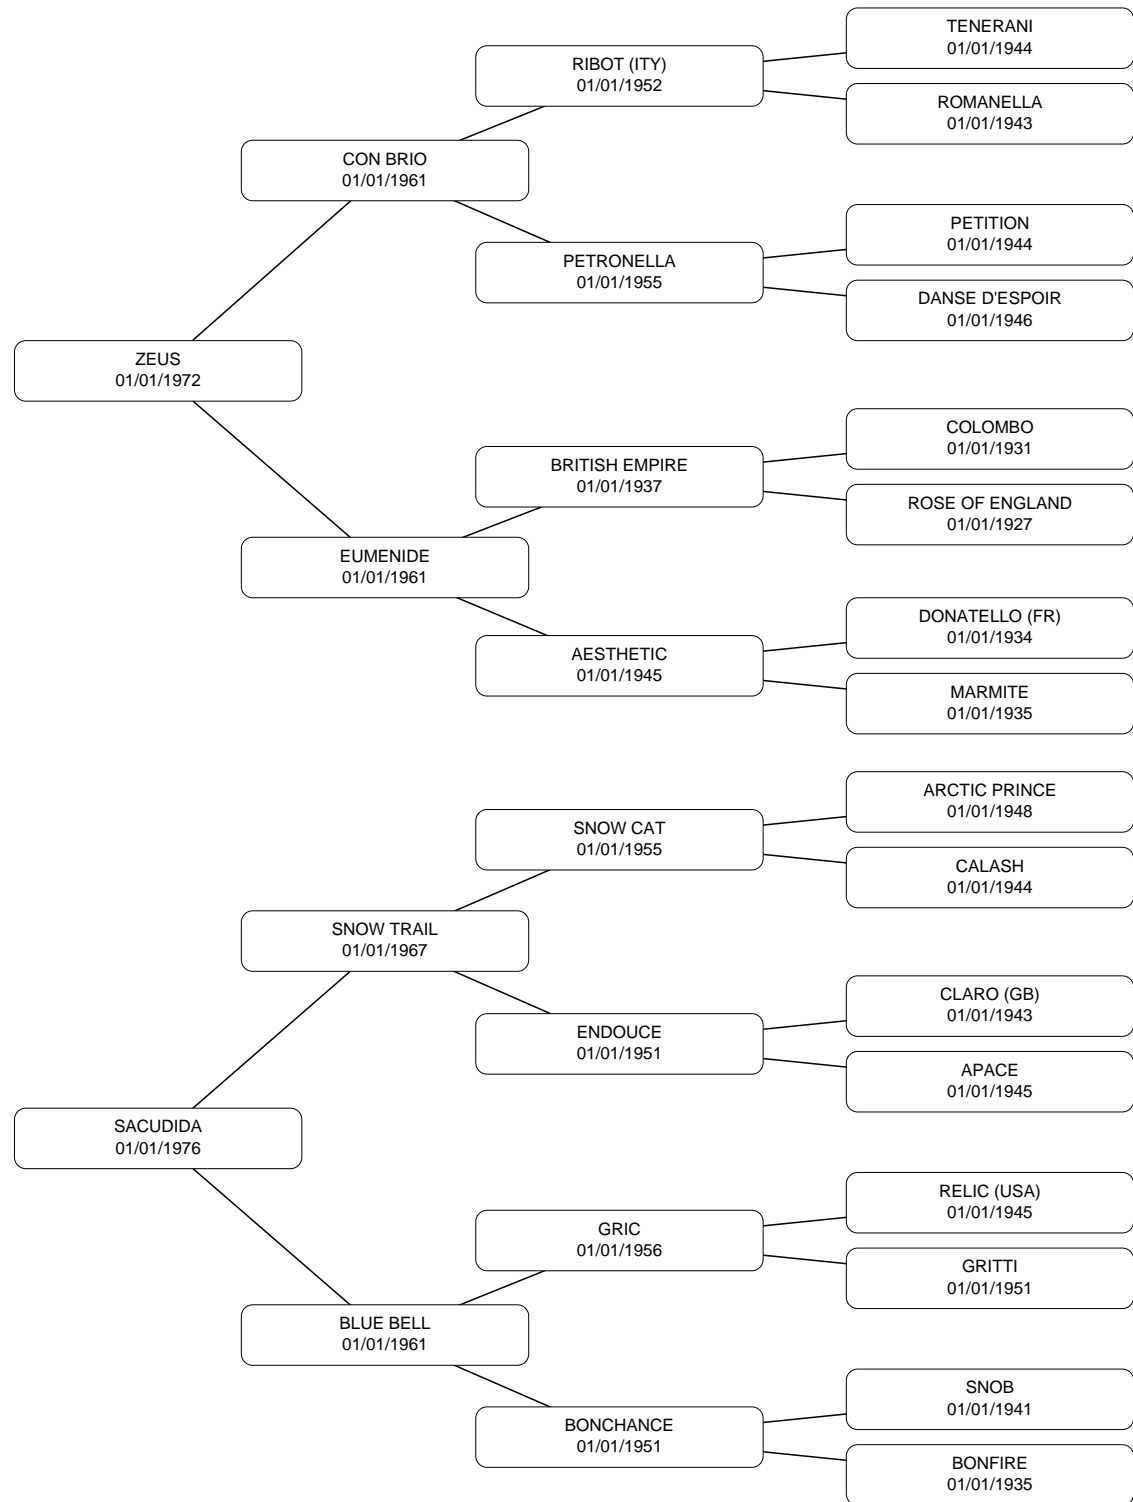 TENERANI
01/01/1944
RIBOT (ITY)
01/01/1952
ROMANELLA
01/01/1943
CON BRIO
01/01/1961
PETITION
01/01/1944
PETRONELLA
01/01/1955
DANSE D'ESPOIR
01/01/1946
ZEUS
01/01/1972
COLOMBO
01/01/1931
BRITISH EMPIRE
01/01/1937
ROSE OF ENGLAND
01/01/1927
EUMENIDE
01/01/1961
DONATELLO (FR)
01/01/1934
AESTHETIC
01/01/1945
MARMITE
01/01/1935
ARCTIC PRINCE
01/01/1948
SNOW CAT
01/01/1955
CALASH
01/01/1944
SNOW TRAIL
01/01/1967
CLARO (GB)
01/01/1943
ENDOUCE
01/01/1951
APACE
01/01/1945
SACUDIDA
01/01/1976
RELIC (USA)
01/01/1945
GRIC
01/01/1956
GRITTI
01/01/1951
BLUE BELL
01/01/1961
SNOB
01/01/1941
BONCHANCE
01/01/1951
BONFIRE
01/01/1935